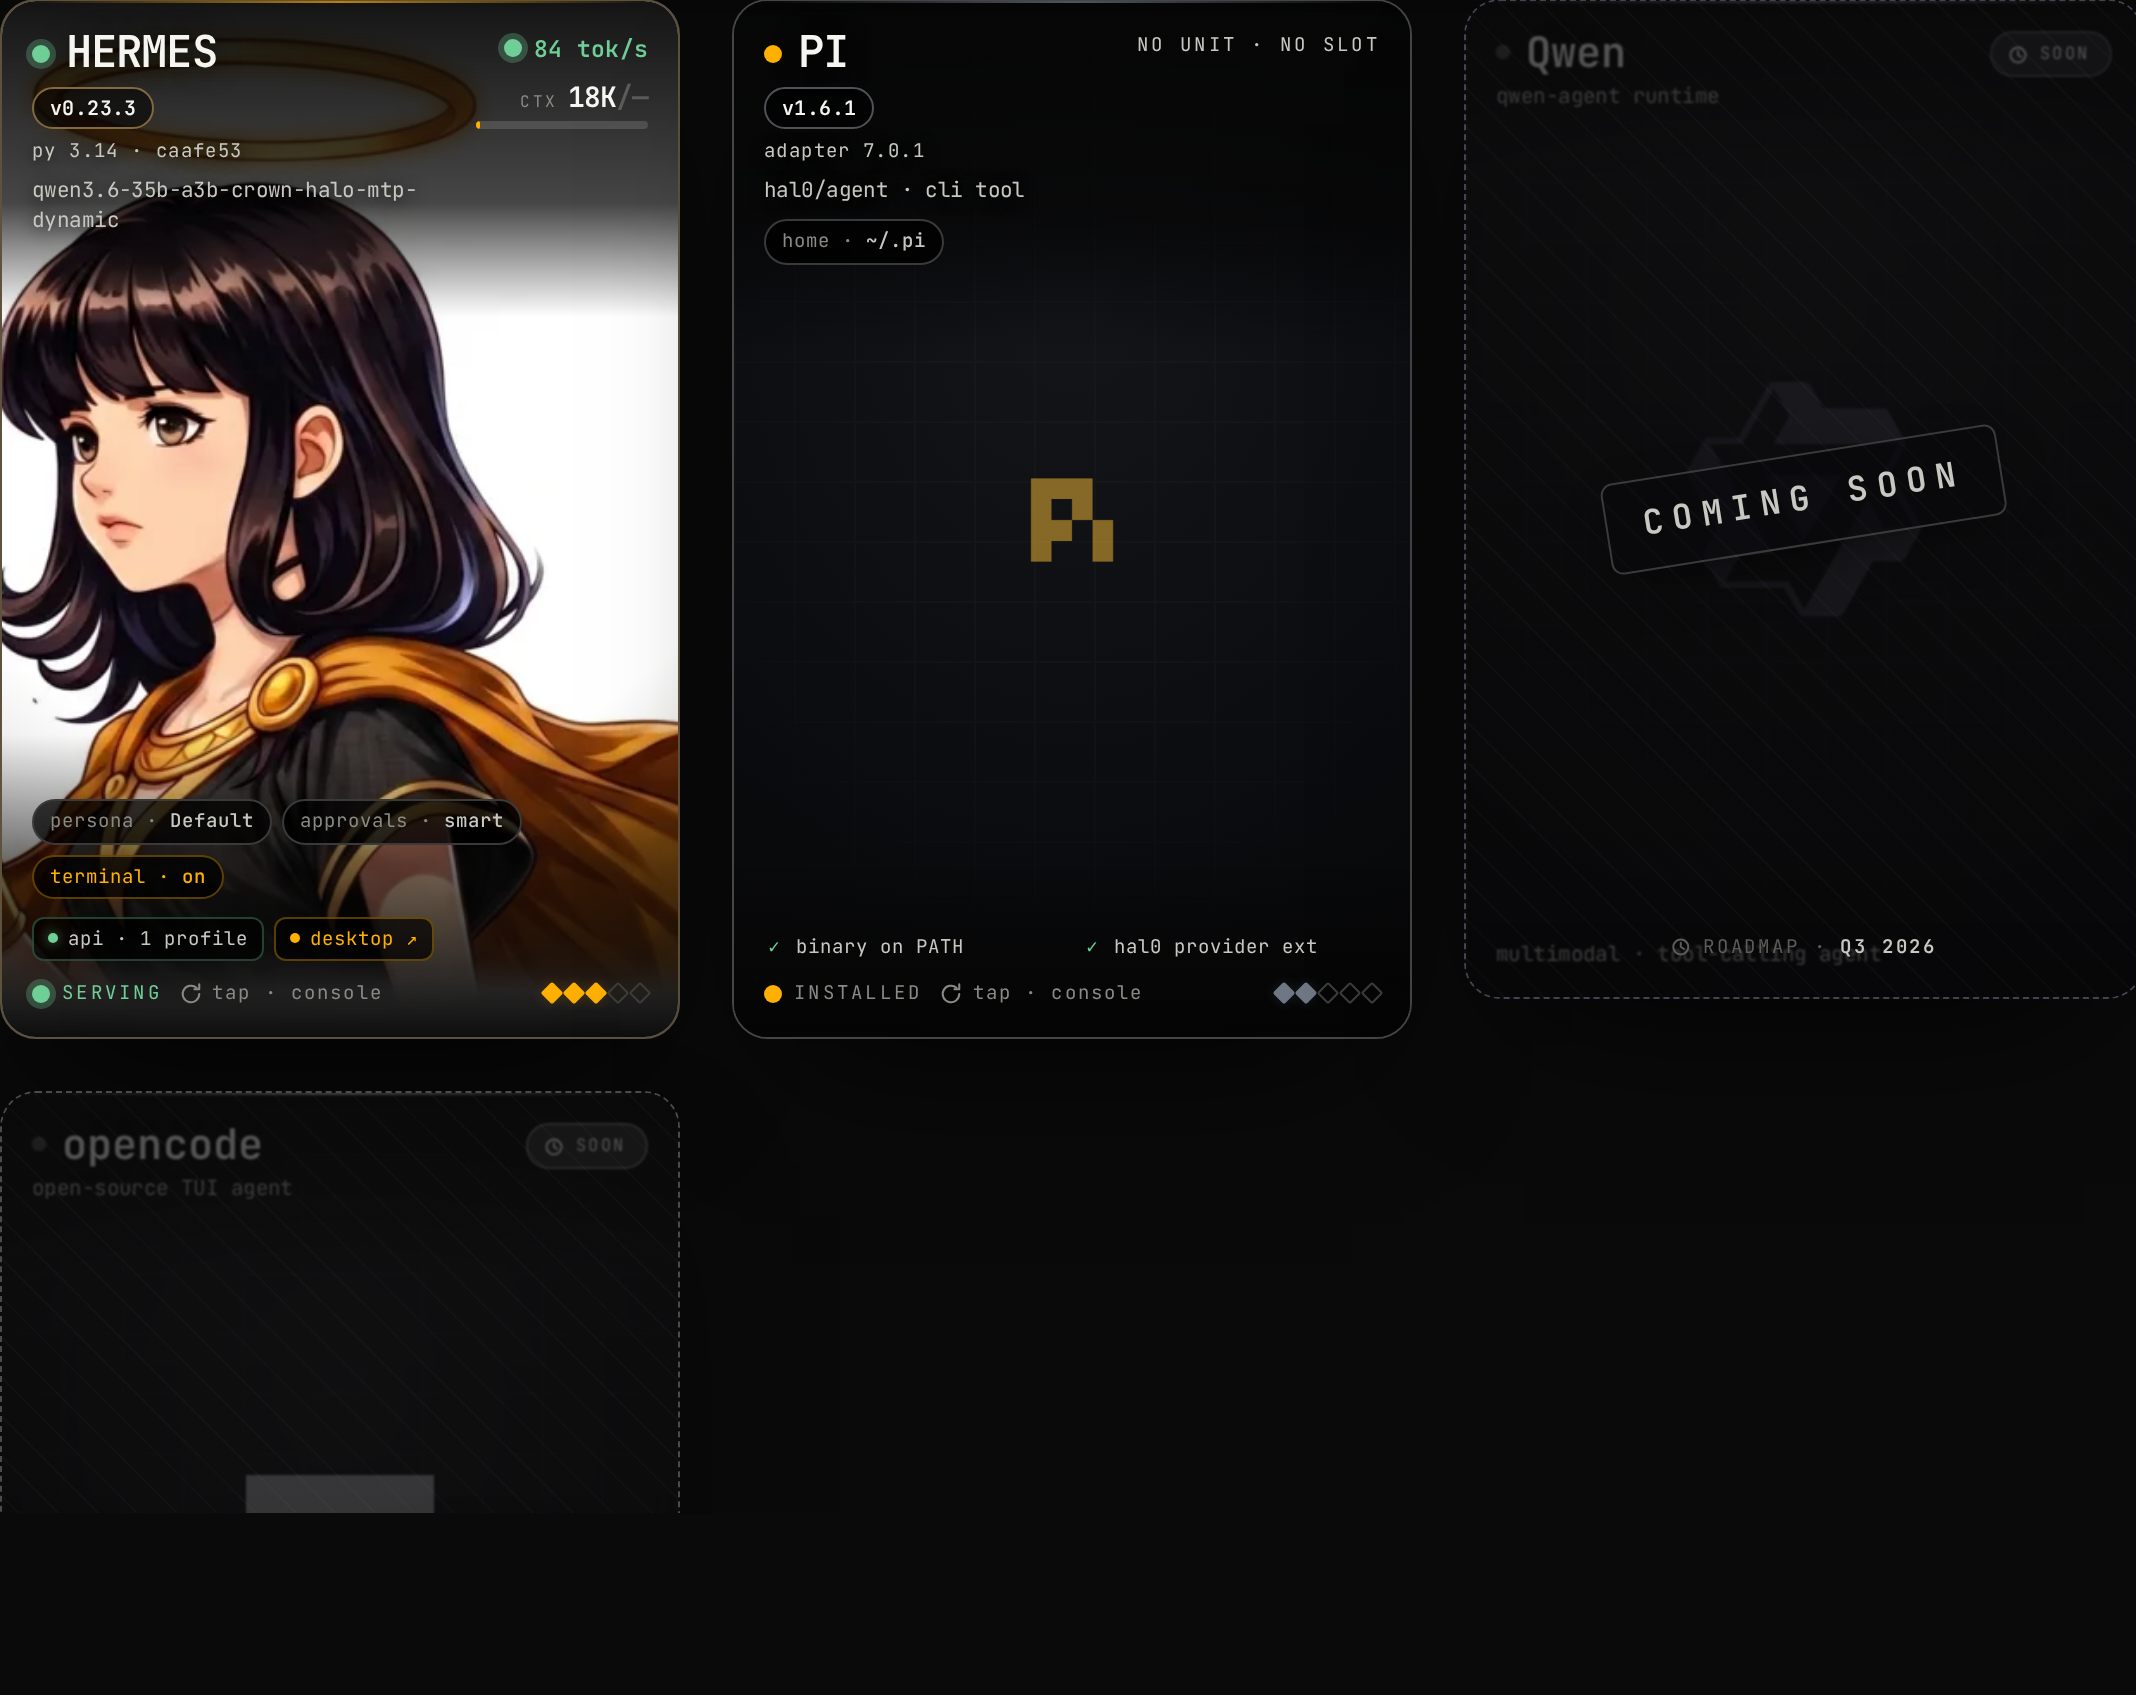 HERMES
84 tok/s
v0.23.3
CTX 18K/—
py 3.14 · caafe53
qwen3.6-35b-a3b-crown-halo-mtp-
dynamic
persona · Default
approvals · smart
terminal · on
api · 1 profile
desktop ↗
SERVING
tap · console
PI
NO UNIT · NO SLOT
v1.6.1
adapter 7.0.1
hal0/agent · cli tool
home · ~/.pi
✓ binary on PATH
✓ hal0 provider ext
INSTALLED
tap · console
Qwen
SOON
qwen-agent runtime
COMING SOON
multimodal · tool-calling agent
ROADMAP · Q3 2026
opencode
SOON
open-source TUI agent